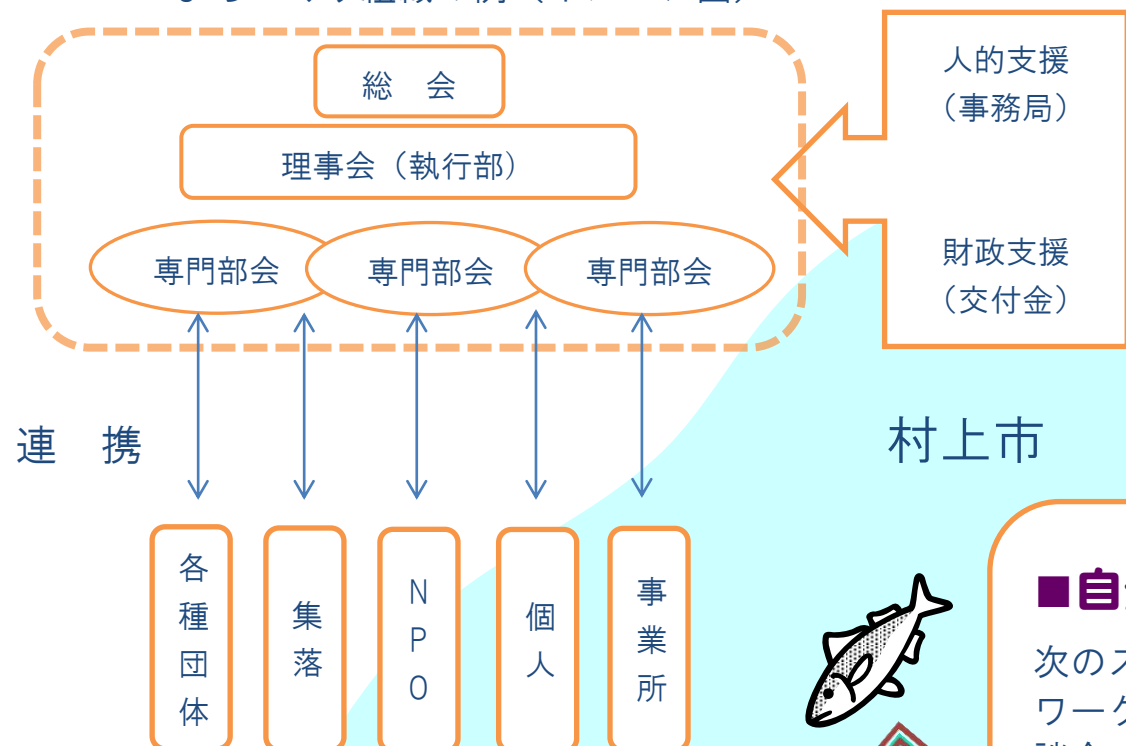 総　会
理事会（執行部）
専門部会
専門部会
専門部会
人的支援
（事務局）
財政支援
（交付金）
連　携
村上市
各種団体
集落
NPO
個人
事業所
■自
次の
ワーク